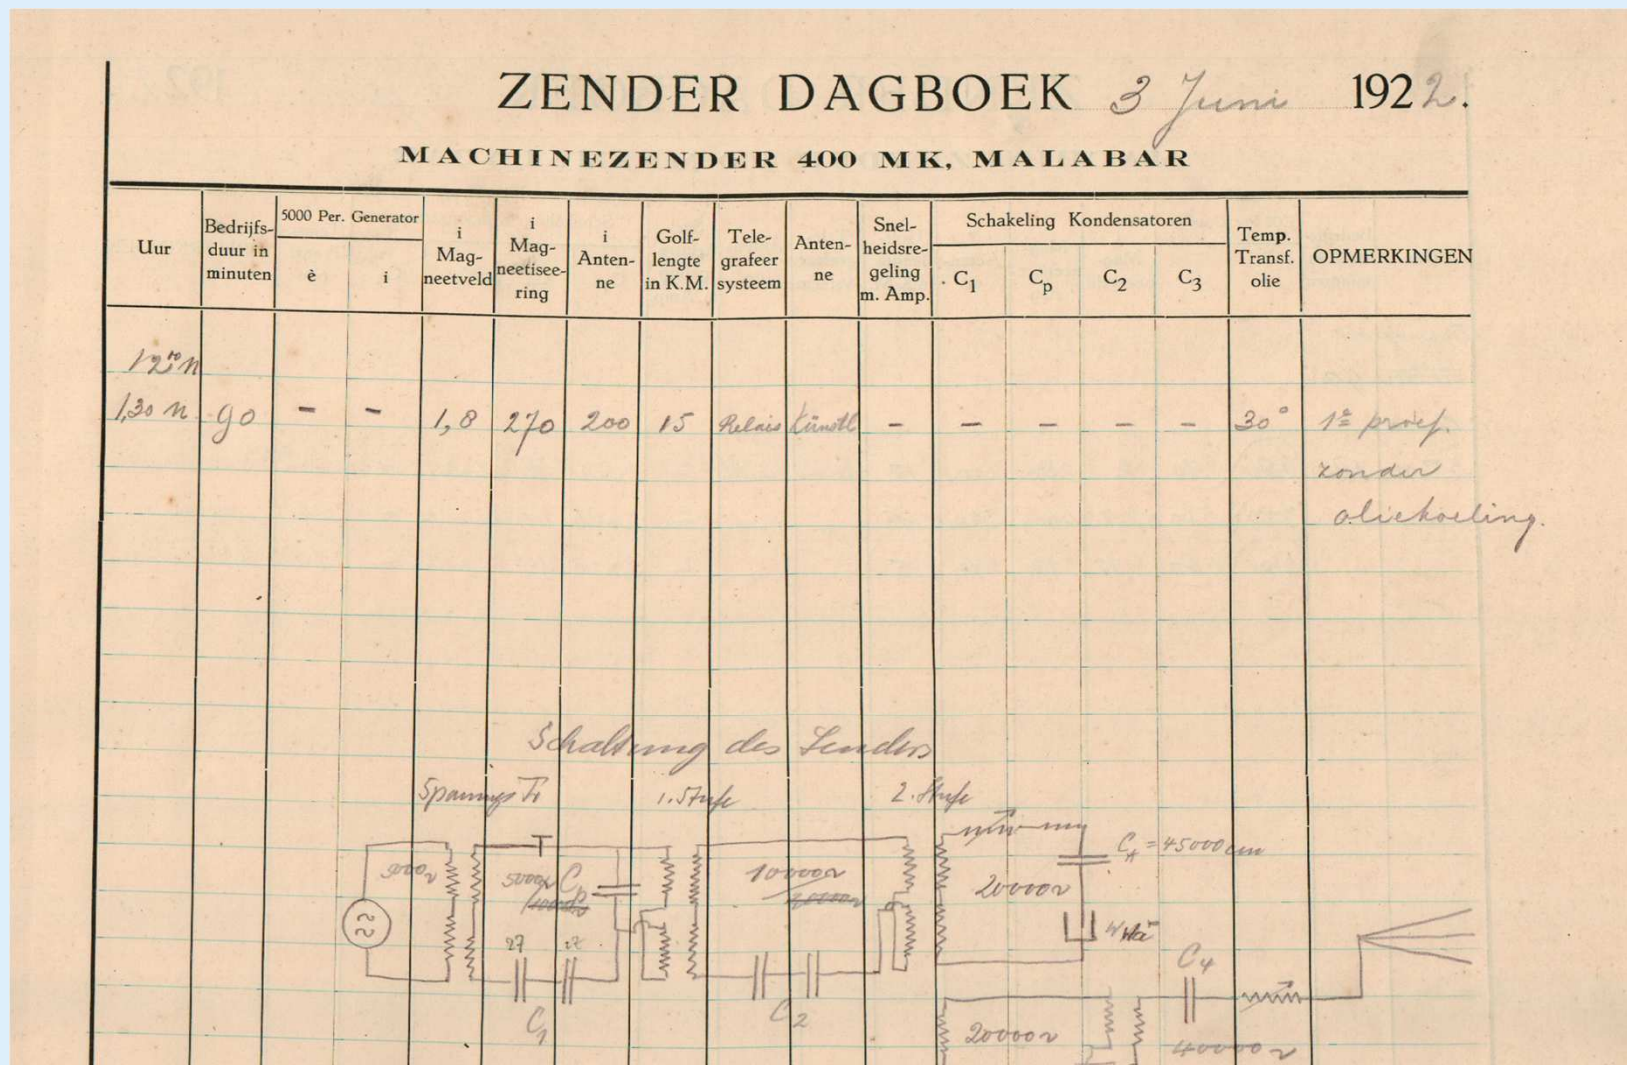 ZENDER DAGBOEK 3 Juni 1922.
MACHINEZENDER 400 MK, MALABAR
Uur
Bedrijfs-
duur in
minuten
5000 Per. Generator
è
i
i
Mag-
neetveld
i
Mag-
neetisee-
ring
i
Anten-
ne
Golf-
lengte
in K.M.
Tele-
grafeer
systeem
Anten-
ne
Snel-
heidsre-
geling
m. Amp.
Schakeling Kondensatoren
C1
Cp
C2
C3
Temp.
Transf.
olie
OPMERKINGEN
1,30 n 90 - - 1,8 270 200 15 Relais Künstl - - - - - 30° 1e proef.
zonder
oliekoeling.
Schaltung des Senders
Spannungs Tr 1. Stufe 2. Stufe
CA = 45000 cm
5000~
5000~
Cp
10000~
20000~
20000~
27
C4
C1
C2
20000~
40000~